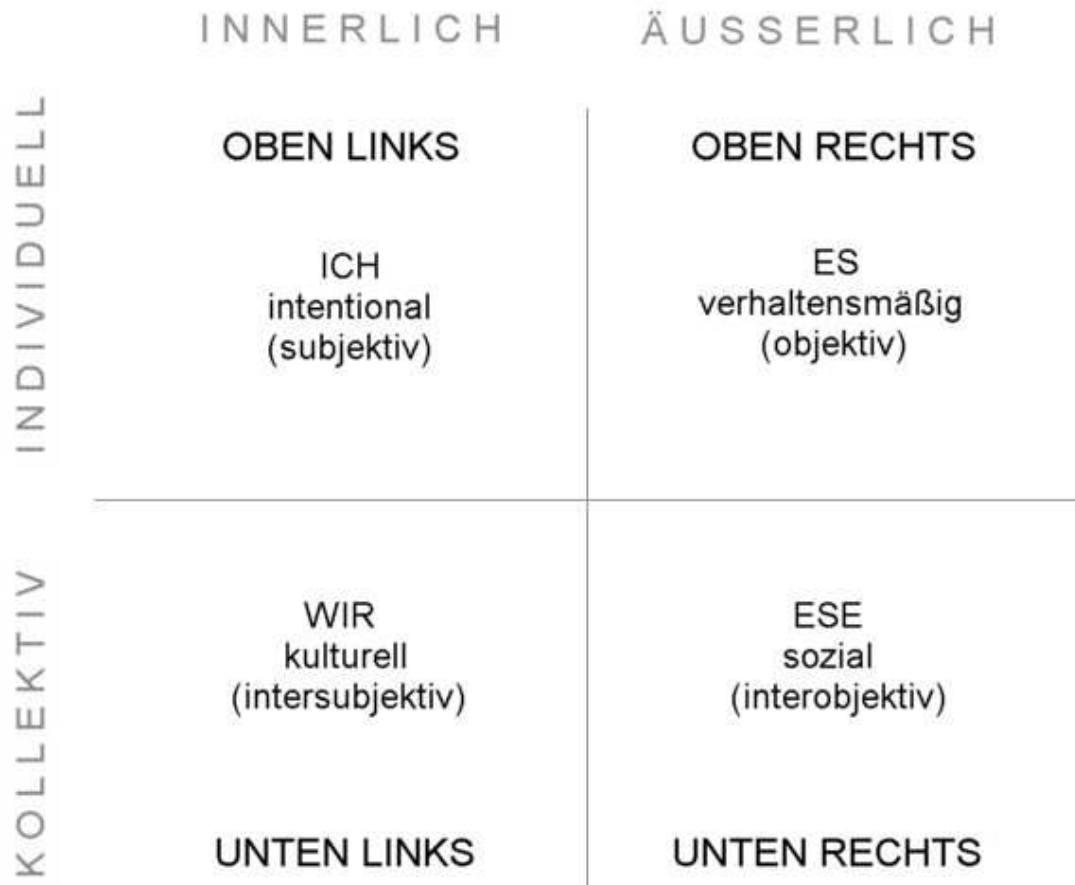 INNERLICH
ÄUSSERLICH
INDIVIDUELL
OBEN LINKS
ICH
intentional
(subjektiv)
OBEN RECHTS
ES
verhaltensmäßig
(objektiv)
KOLLEKTIV
WIR
kulturell
(intersubjektiv)
UNTEN LINKS
ESE
sozial
(interobjektiv)
UNTEN RECHTS